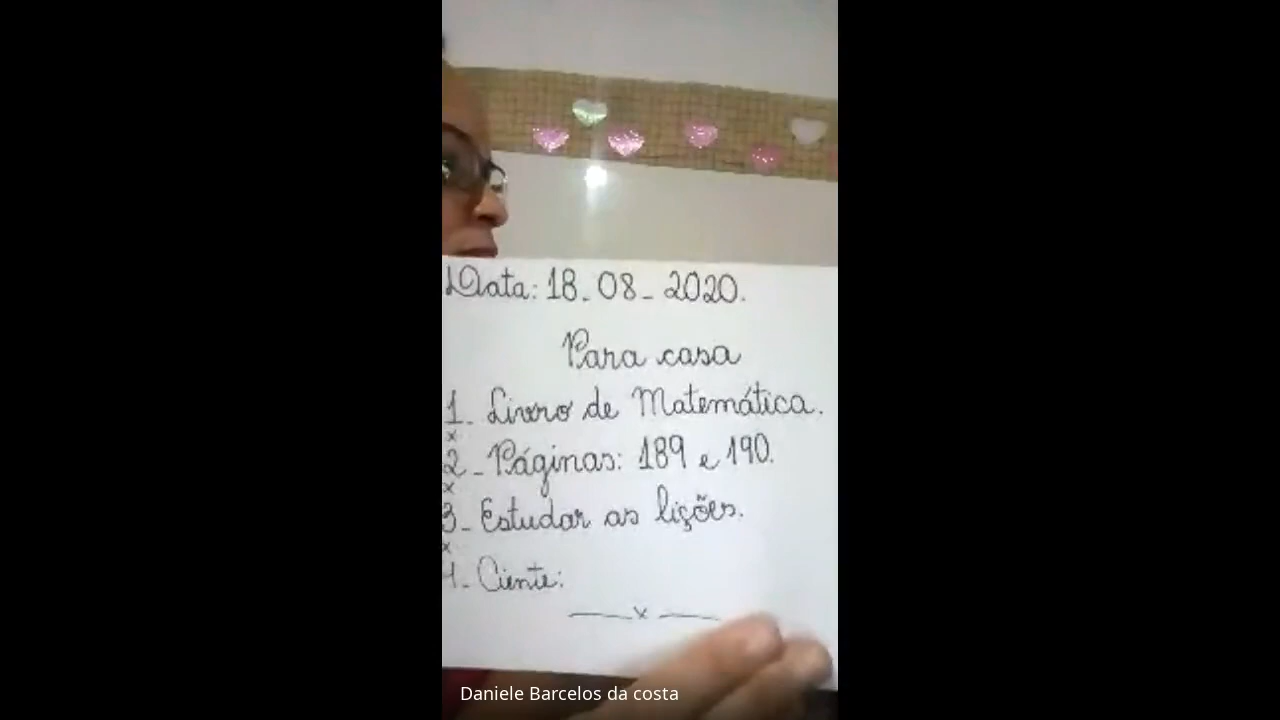 Data: 18-08-2020.
Para casa
1- Livro de Matemática.
x
2- Páginas: 189 e 190.
x
3- Estudar as lições.
x
4- Ciente:
x
Daniele Barcelos da costa